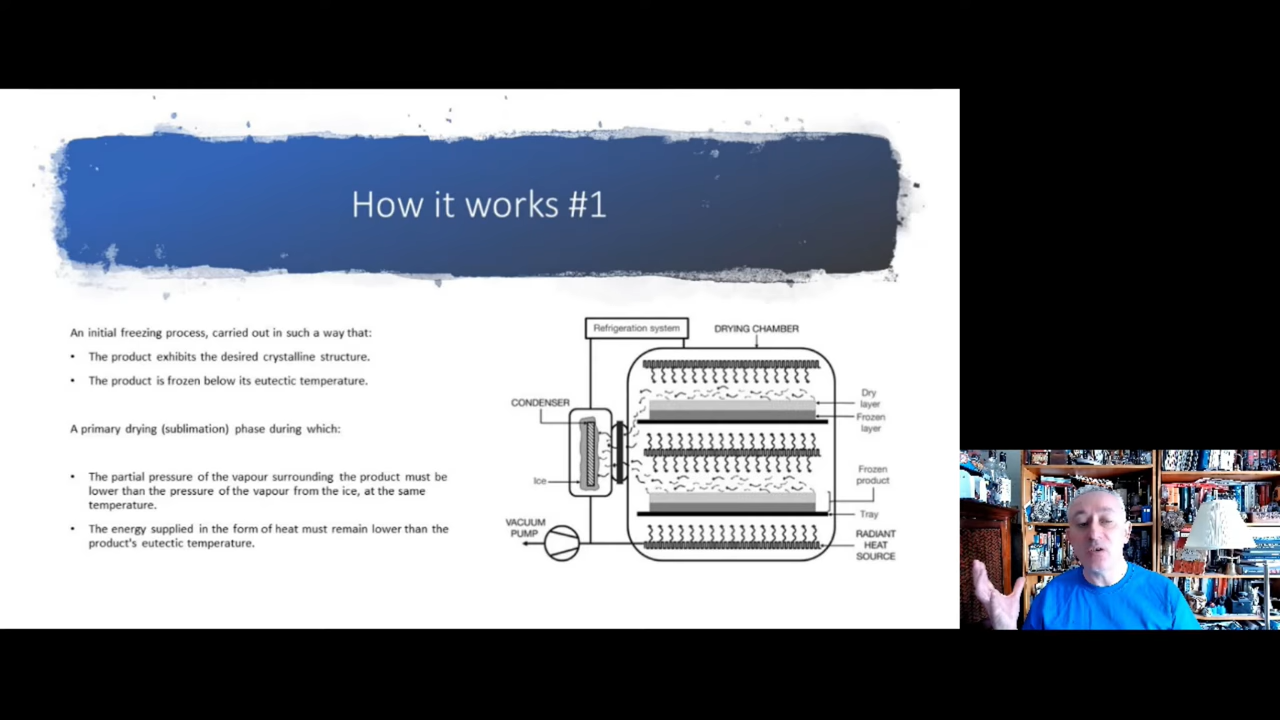 How it works #1
An initial freezing process, carried out in such a way that:
• The product exhibits the desired crystalline structure.
• The product is frozen below its eutectic temperature.
A primary drying (sublimation) phase during which:
• The partial pressure of the vapour surrounding the product must be
lower than the pressure of the vapour from the ice, at the same
temperature.
• The energy supplied in the form of heat must remain lower than the
product's eutectic temperature.
Refrigeration system
DRYING CHAMBER
CONDENSER
Dry
layer
Frozen
layer
Ice
Frozen
product
Tray
VACUUM
PUMP
RADIANT
HEAT
SOURCE